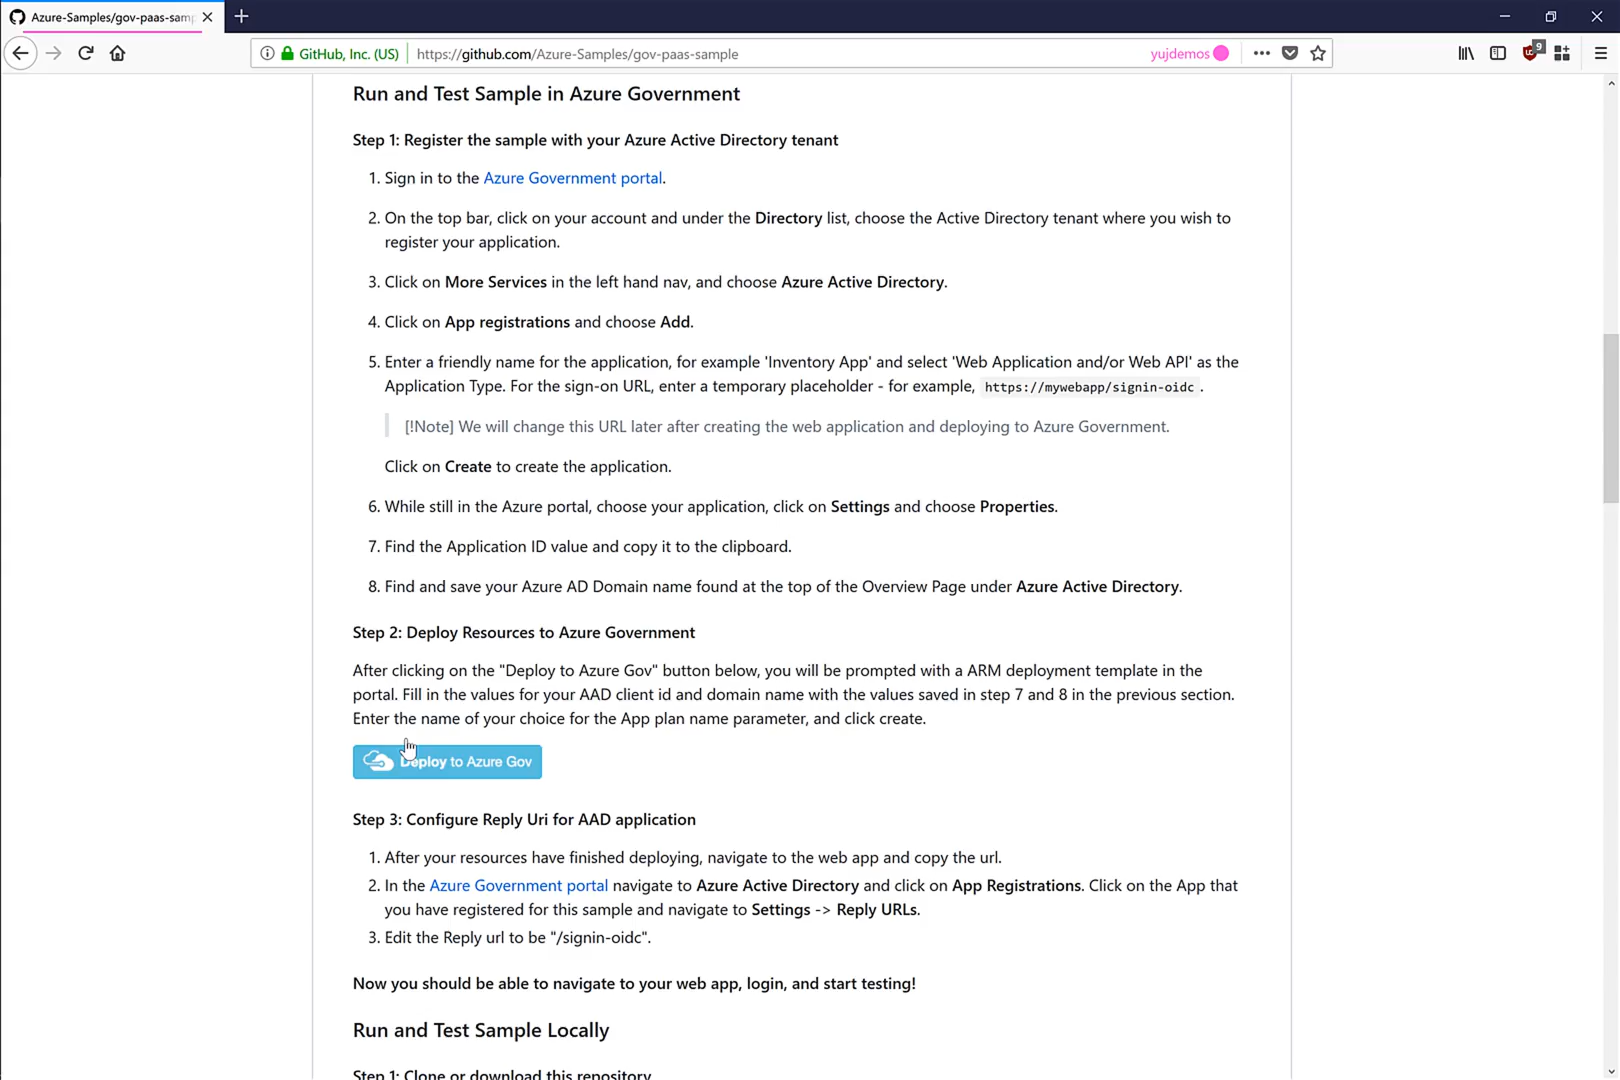 Azure-Samples/gov-paas-samp
GitHub, Inc. (US) https://github.com/Azure-Samples/gov-paas-sample yujdemos 9
Run and Test Sample in Azure Government
Step 1: Register the sample with your Azure Active Directory tenant
1. Sign in to the Azure Government portal.
2. On the top bar, click on your account and under the Directory list, choose the Active Directory tenant where you wish to
register your application.
3. Click on More Services in the left hand nav, and choose Azure Active Directory.
4. Click on App registrations and choose Add.
5. Enter a friendly name for the application, for example 'Inventory App' and select 'Web Application and/or Web API' as the
Application Type. For the sign-on URL, enter a temporary placeholder - for example, https://mywebapp/signin-oidc .
[!Note] We will change this URL later after creating the web application and deploying to Azure Government.
Click on Create to create the application.
6. While still in the Azure portal, choose your application, click on Settings and choose Properties.
7. Find the Application ID value and copy it to the clipboard.
8. Find and save your Azure AD Domain name found at the top of the Overview Page under Azure Active Directory.
Step 2: Deploy Resources to Azure Government
After clicking on the "Deploy to Azure Gov" button below, you will be prompted with a ARM deployment template in the
portal. Fill in the values for your AAD client id and domain name with the values saved in step 7 and 8 in the previous section.
Enter the name of your choice for the App plan name parameter, and click create.
Deploy to Azure Gov
Step 3: Configure Reply Uri for AAD application
1. After your resources have finished deploying, navigate to the web app and copy the url.
2. In the Azure Government portal navigate to Azure Active Directory and click on App Registrations. Click on the App that
you have registered for this sample and navigate to Settings -> Reply URLs.
3. Edit the Reply url to be "/signin-oidc".
Now you should be able to navigate to your web app, login, and start testing!
Run and Test Sample Locally
Step 1: Clone or download this repository